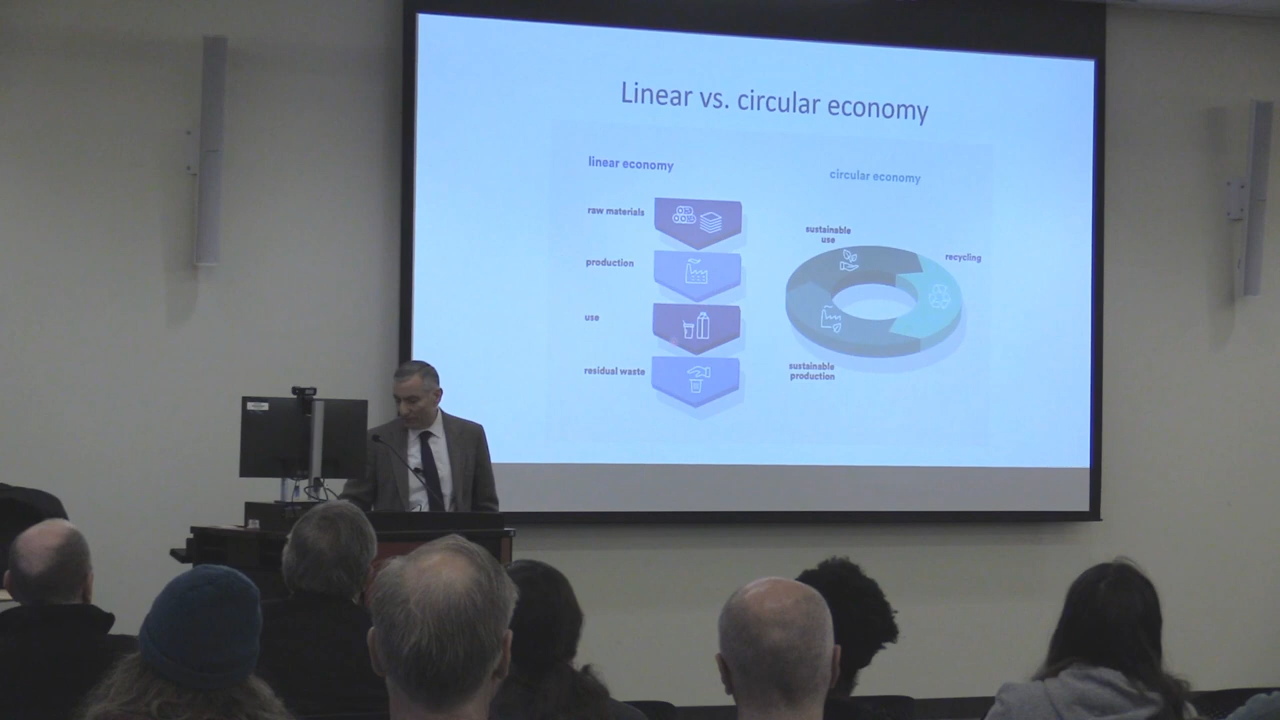 Linear vs. circular economy
linear economy
raw materials
production
use
residual waste
circular economy
sustainable
use
recycling
sustainable
production